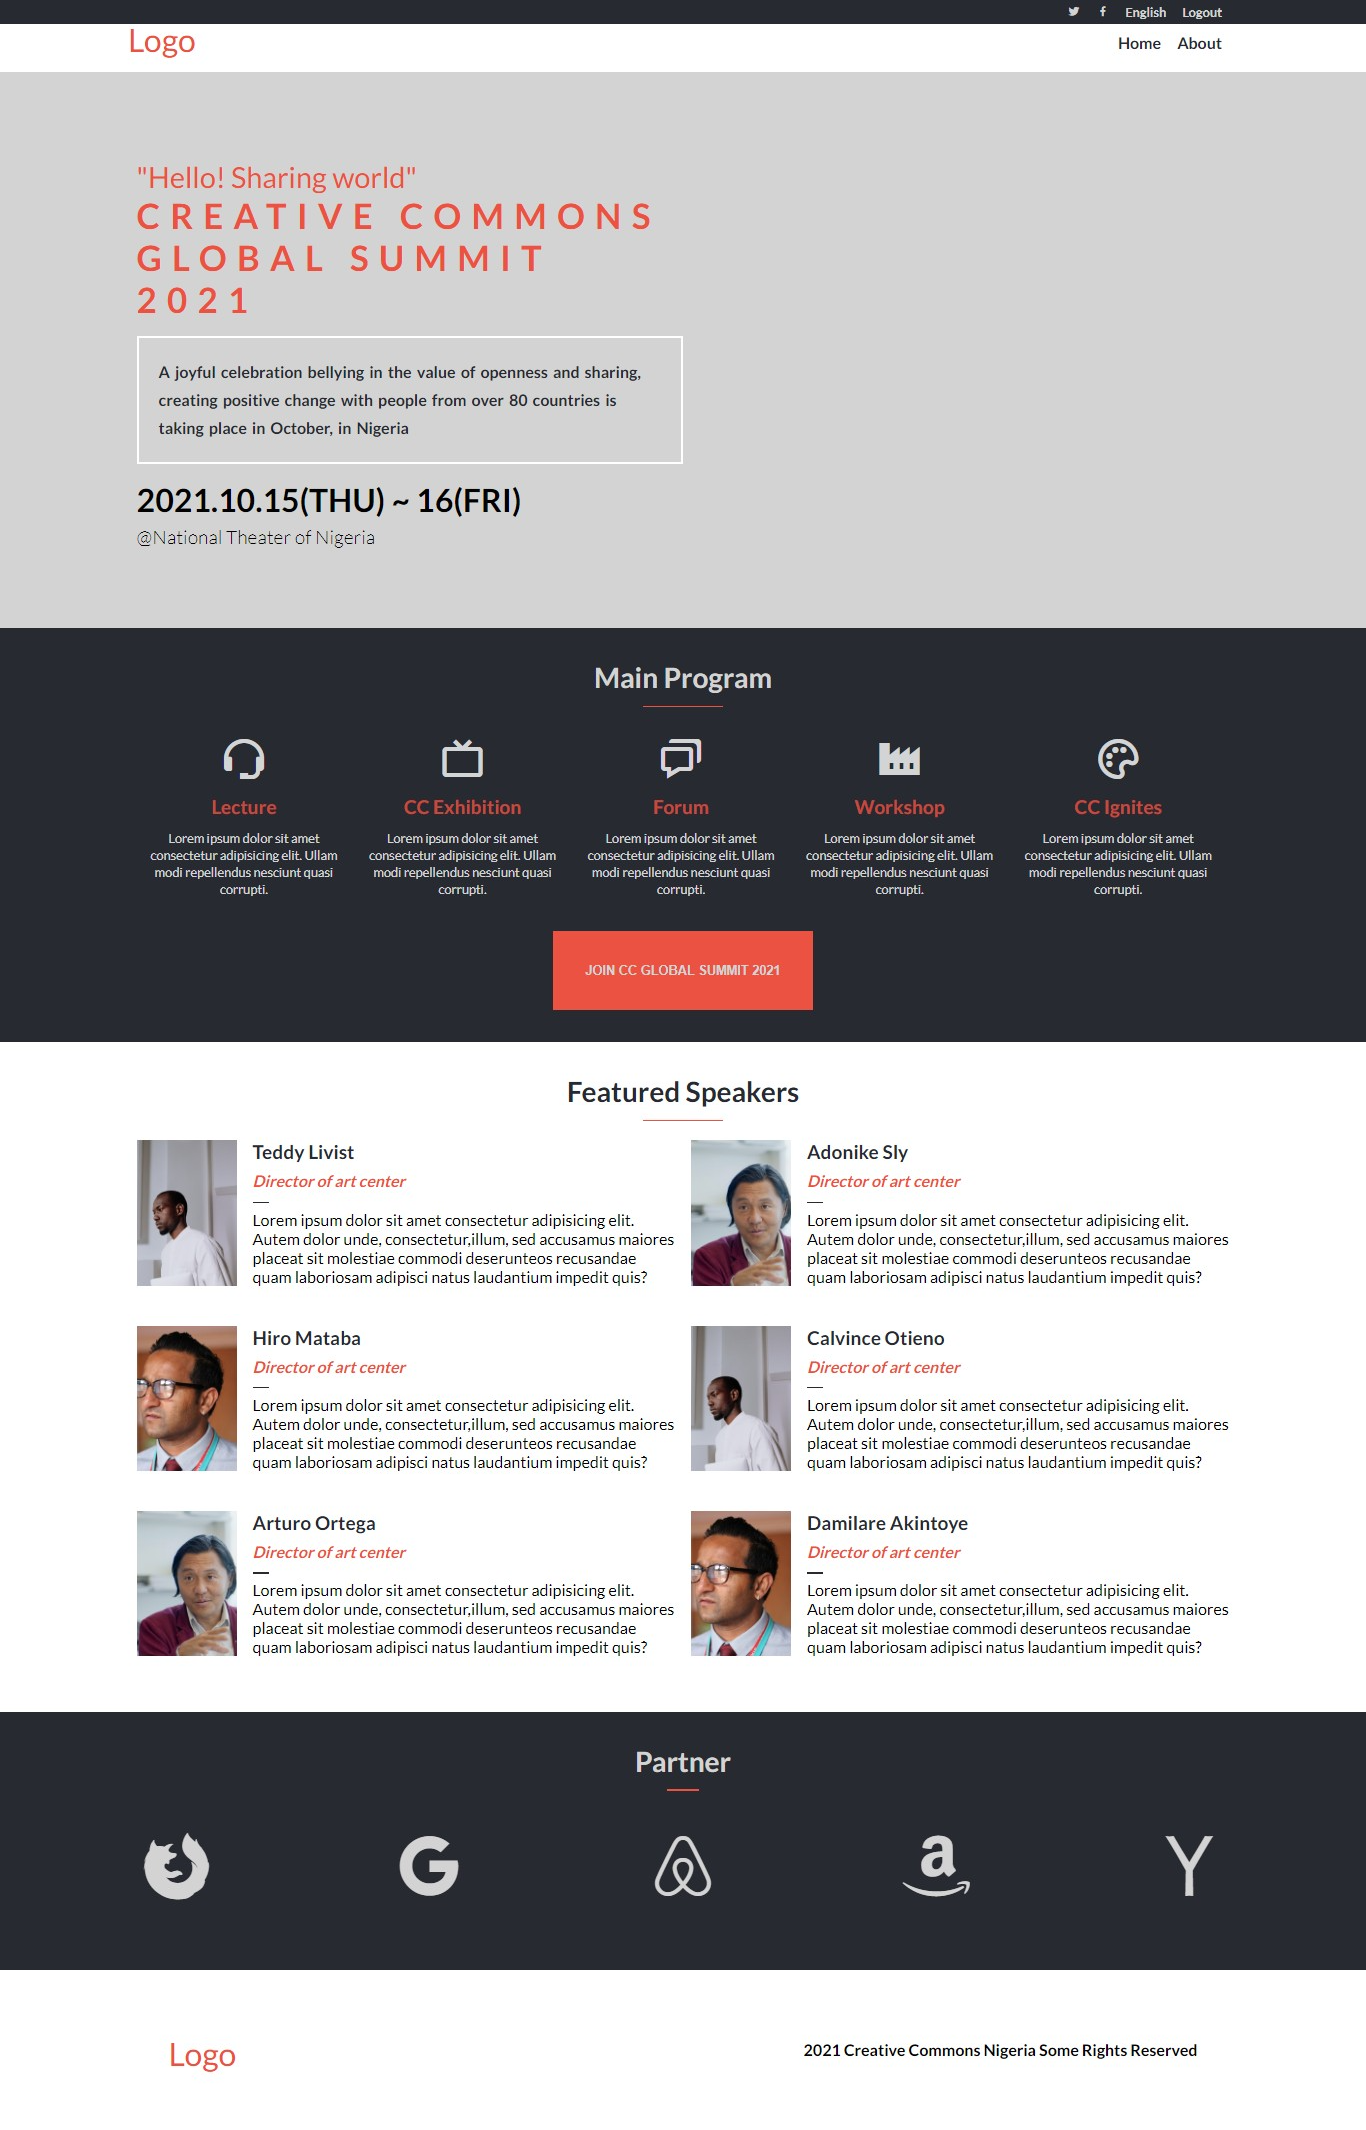 English Logout
Logo
Home About
"Hello! Sharing world"
CREATIVE COMMONS
GLOBAL SUMMIT
2021
A joyful celebration bellying in the value of openness and sharing,
creating positive change with people from over 80 countries is
taking place in October, in Nigeria
2021.10.15(THU) ~ 16(FRI)
@National Theater of Nigeria
Main Program
Lecture
Lorem ipsum dolor sit amet
consectetur adipisicing elit. Ullam
modi repellendus nesciunt quasi
corrupti.
CC Exhibition
Lorem ipsum dolor sit amet
consectetur adipisicing elit. Ullam
modi repellendus nesciunt quasi
corrupti.
Forum
Lorem ipsum dolor sit amet
consectetur adipisicing elit. Ullam
modi repellendus nesciunt quasi
corrupti.
Workshop
Lorem ipsum dolor sit amet
consectetur adipisicing elit. Ullam
modi repellendus nesciunt quasi
corrupti.
CC Ignites
Lorem ipsum dolor sit amet
consectetur adipisicing elit. Ullam
modi repellendus nesciunt quasi
corrupti.
JOIN CC GLOBAL SUMMIT 2021
Featured Speakers
Teddy Livist
Director of art center
Lorem ipsum dolor sit amet consectetur adipisicing elit.
Autem dolor unde, consectetur,illum, sed accusamus maiores
placeat sit molestiae commodi deserunteos recusandae
quam laboriosam adipisci natus laudantium impedit quis?
Adonike Sly
Director of art center
Lorem ipsum dolor sit amet consectetur adipisicing elit.
Autem dolor unde, consectetur,illum, sed accusamus maiores
placeat sit molestiae commodi deserunteos recusandae
quam laboriosam adipisci natus laudantium impedit quis?
Hiro Mataba
Director of art center
Lorem ipsum dolor sit amet consectetur adipisicing elit.
Autem dolor unde, consectetur,illum, sed accusamus maiores
placeat sit molestiae commodi deserunteos recusandae
quam laboriosam adipisci natus laudantium impedit quis?
Calvince Otieno
Director of art center
Lorem ipsum dolor sit amet consectetur adipisicing elit.
Autem dolor unde, consectetur,illum, sed accusamus maiores
placeat sit molestiae commodi deserunteos recusandae
quam laboriosam adipisci natus laudantium impedit quis?
Arturo Ortega
Director of art center
Lorem ipsum dolor sit amet consectetur adipisicing elit.
Autem dolor unde, consectetur,illum, sed accusamus maiores
placeat sit molestiae commodi deserunteos recusandae
quam laboriosam adipisci natus laudantium impedit quis?
Damilare Akintoye
Director of art center
Lorem ipsum dolor sit amet consectetur adipisicing elit.
Autem dolor unde, consectetur,illum, sed accusamus maiores
placeat sit molestiae commodi deserunteos recusandae
quam laboriosam adipisci natus laudantium impedit quis?
Partner
Logo
2021 Creative Commons Nigeria Some Rights Reserved